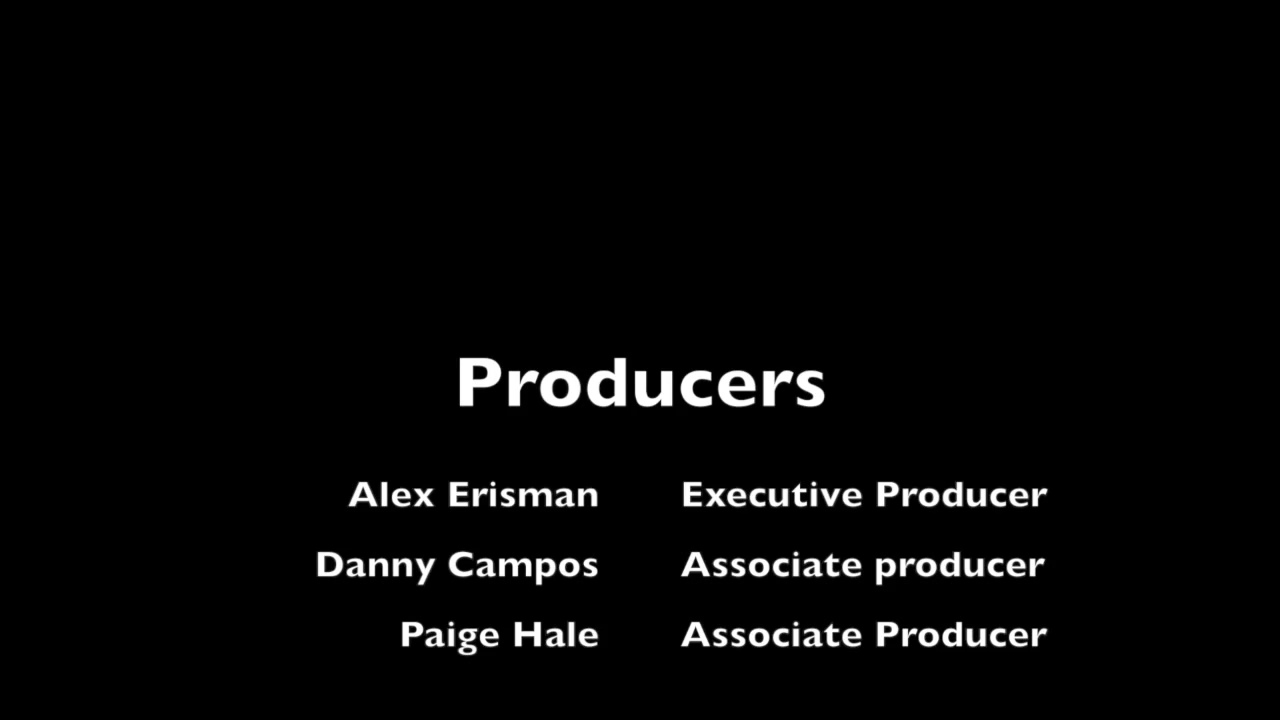 Producers
Alex Erisman Executive Producer
Danny Campos Associate producer
Paige Hale Associate Producer